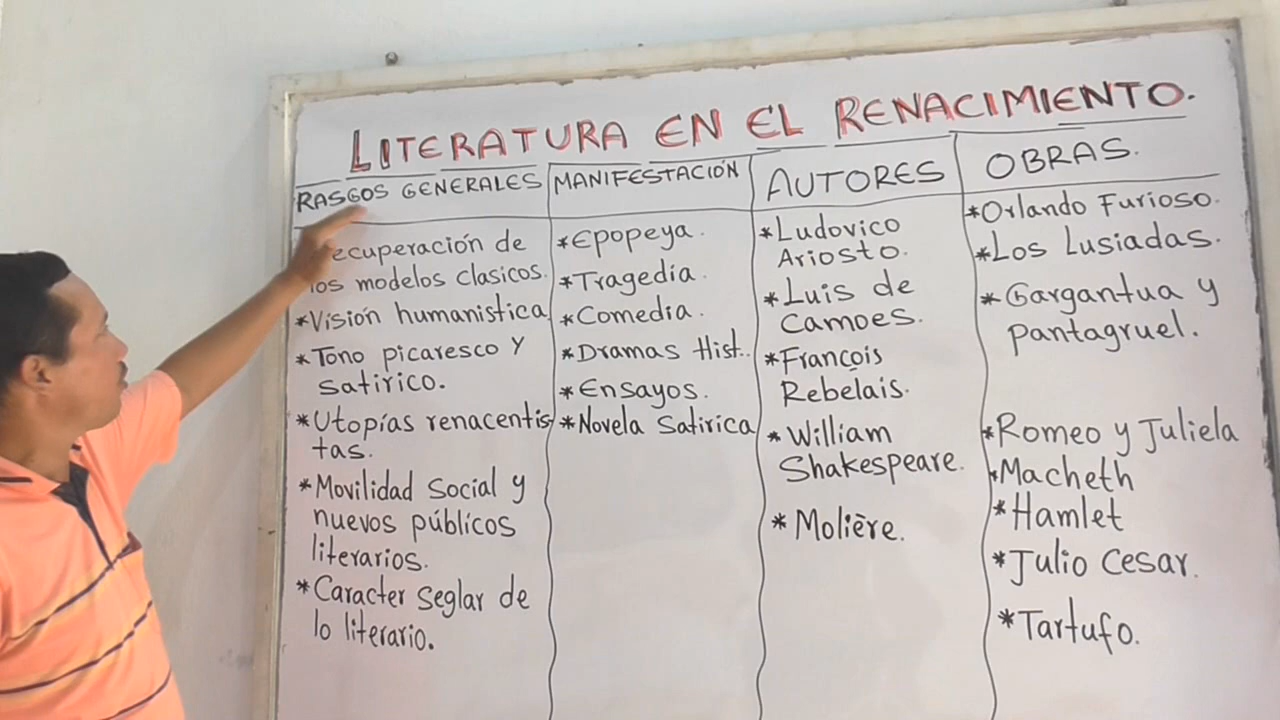 LITERATURA EN EL RENACIMIENTO.
RASGOS GENERALES
ecuperación de
los modelos clasicos.
*Visión humanistica
*Tono picaresco y
satirico.
*Utopías renacentis
tas.
*Movilidad social y
nuevos públicos
literarios.
*Caracter seglar de
lo literario.
MANIFESTACIÓN
*Epopeya.
*Tragedia.
*Comedia.
*Dramas Hist..
*Ensayos.
*Novela Satirica
AUTORES
*Ludovico
Ariosto.
*Luis de
Camoes.
*François
Rebelais.
*William
Shakespeare.
*Molière.
OBRAS.
*Orlando Furioso.
*Los Lusiadas.
*Gargantua y
pantagruel.
*Romeo y Juliela
*Macheth
*Hamlet
*Julio Cesar.
*Tartufo.